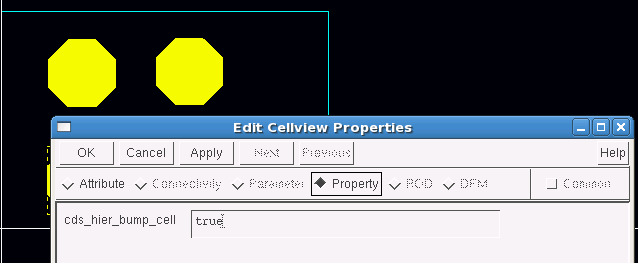 Edit Cellview Properties
OK Cancel Apply Next Previous Help
Attribute Connectivity Parameter Property ROD DFM Common
cds_hier_bump_cell true